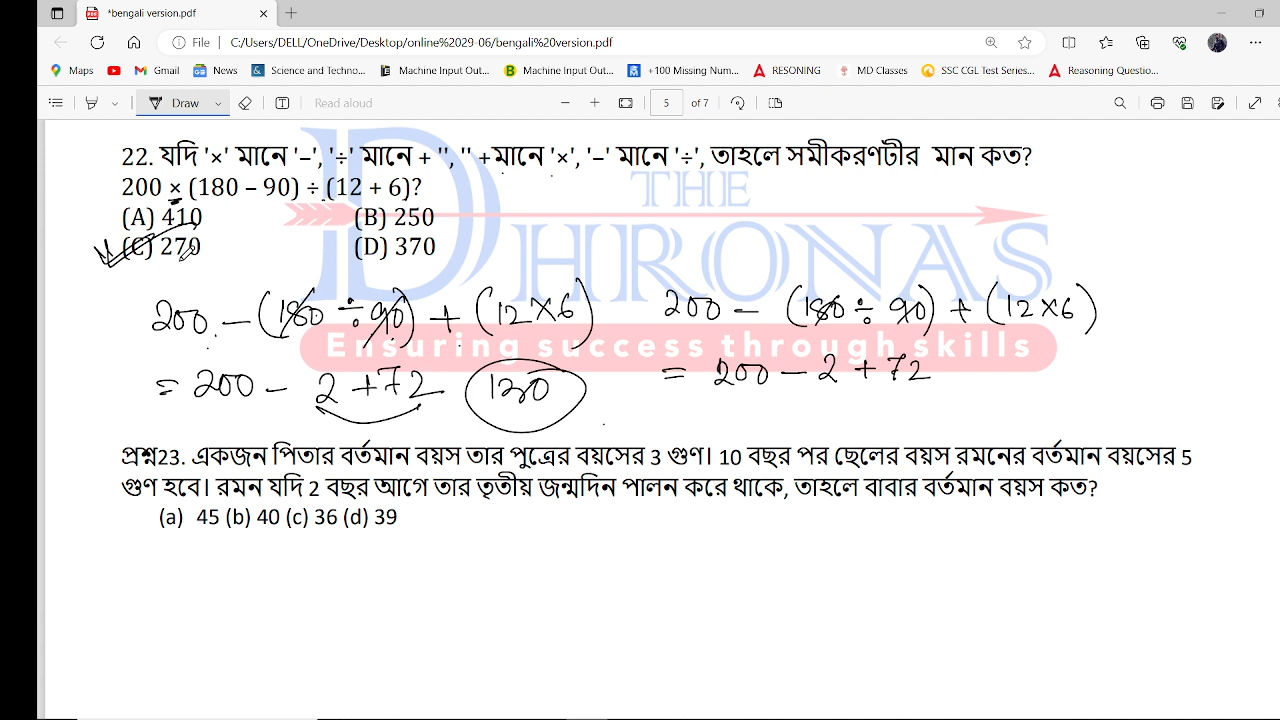 *bengali version.pdf
File C:/Users/DELL/OneDrive/Desktop/online%2029-06/bengali%20version.pdf
Maps Gmail News Science and Techno... Machine Input Out... Machine Input Out... +100 Missing Num... RESONING MD Classes SSC CGL Test Series... Reasoning Questio...
Draw Read aloud 5 of 7
22. যদি '×' মানে '–', '÷' মানে + '', '' +মানে '×', '–' মানে '÷', তাহলে সমীকরণটীর মান কত?
200 × (180 – 90) ÷ (12 + 6)?
(A) 410 (B) 250
(C) 270 (D) 370
THE
DHRONAS
Ensuring success through skills
200 – (180 ÷ 90) + (12×6) 200 – (180 ÷ 90) + (12×6)
= 200 – 2 + 72 130 = 200 – 2 + 72
প্রশ্ন23. একজন পিতার বর্তমান বয়স তার পুত্রের বয়সের 3 গুণ। 10 বছর পর ছেলের বয়স রমনের বর্তমান বয়সের 5
গুণ হবে। রমন যদি 2 বছর আগে তার তৃতীয় জন্মদিন পালন করে থাকে, তাহলে বাবার বর্তমান বয়স কত?
(a) 45 (b) 40 (c) 36 (d) 39